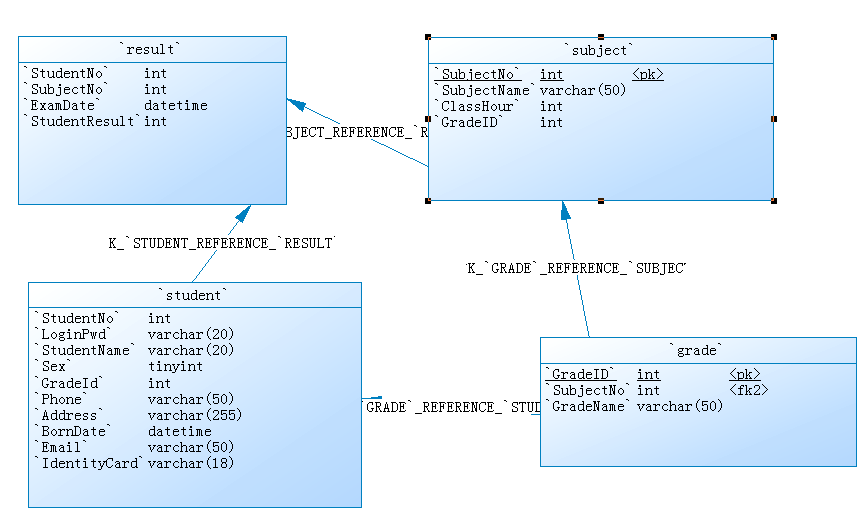 `result`
`StudentNo` int
`SubjectNo` int
`ExamDate` datetime
`StudentResult` int
`subject`
`SubjectNo` int <pk>
`SubjectName` varchar(50)
`ClassHour` int
`GradeID` int
BJECT_REFERENCE_`R
K_`STUDENT_REFERENCE_`RESULT
K_`GRADE`_REFERENCE_`SUBJEC
`student`
`StudentNo` int
`LoginPwd` varchar(20)
`StudentName` varchar(20)
`Sex` tinyint
`GradeId` int
`Phone` varchar(50)
`Address` varchar(255)
`BornDate` datetime
`Email` varchar(50)
`IdentityCard` varchar(18)
`GRADE`_REFERENCE_`STUD
`grade`
`GradeID` int <pk>
`SubjectNo` int <fk2>
`GradeName` varchar(50)